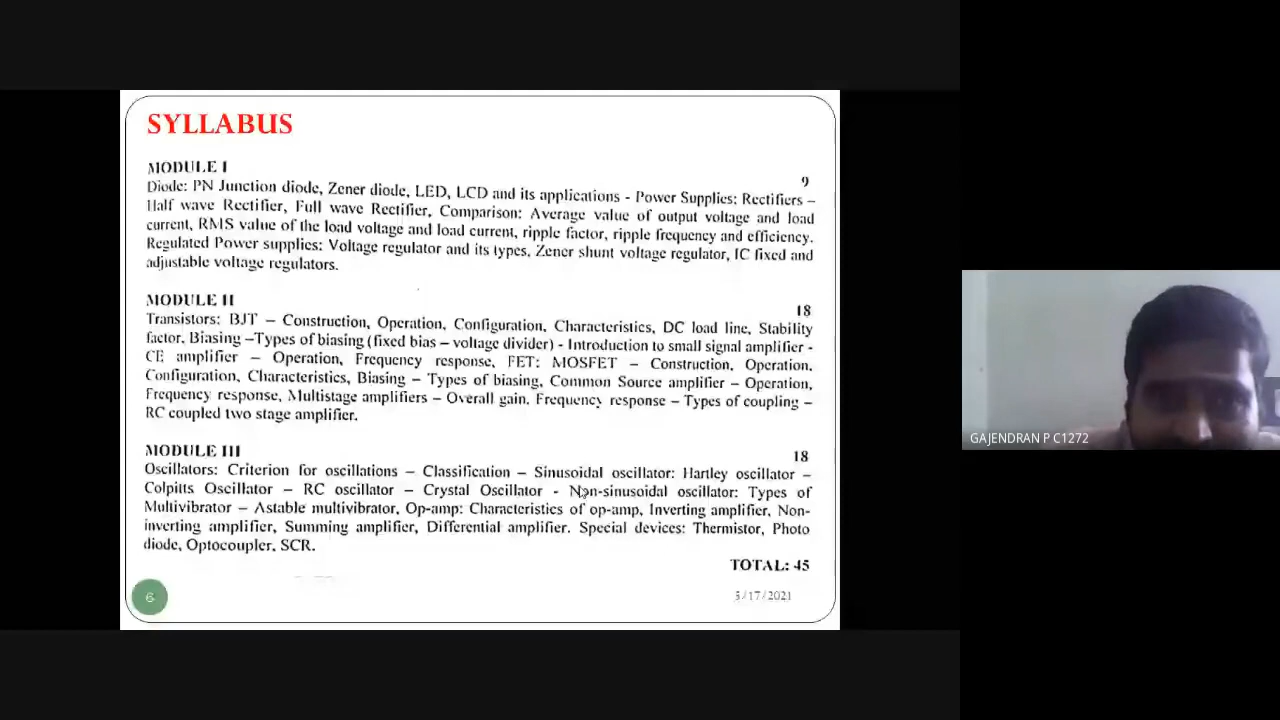 SYLLABUS
MODULE I
9
Diode: PN Junction diode, Zener diode, LED, LCD and its applications - Power Supplies: Rectifiers –
Half wave Rectifier, Full wave Rectifier, Comparison: Average value of output voltage and load
current, RMS value of the load voltage and load current, ripple factor, ripple frequency and efficiency.
Regulated Power supplies: Voltage regulator and its types, Zener shunt voltage regulator, IC fixed and
adjustable voltage regulators.
MODULE II
18
Transistors: BJT – Construction, Operation, Configuration, Characteristics, DC load line, Stability
factor, Biasing –Types of biasing (fixed bias – voltage divider) - Introduction to small signal amplifier -
CE amplifier – Operation, Frequency response, FET: MOSFET – Construction, Operation,
Configuration, Characteristics, Biasing – Types of biasing, Common Source amplifier – Operation,
Frequency response, Multistage amplifiers – Overall gain, Frequency response – Types of coupling –
RC coupled two stage amplifier.
MODULE III
18
Oscillators: Criterion for oscillations – Classification – Sinusoidal oscillator: Hartley oscillator –
Colpitts Oscillator – RC oscillator – Crystal Oscillator - Non-sinusoidal oscillator: Types of
Multivibrator – Astable multivibrator, Op-amp: Characteristics of op-amp, Inverting amplifier, Non-
inverting amplifier, Summing amplifier, Differential amplifier. Special devices: Thermistor, Photo
diode, Optocoupler, SCR.
TOTAL: 45
6
5/17/2021
GAJENDRAN P C1272